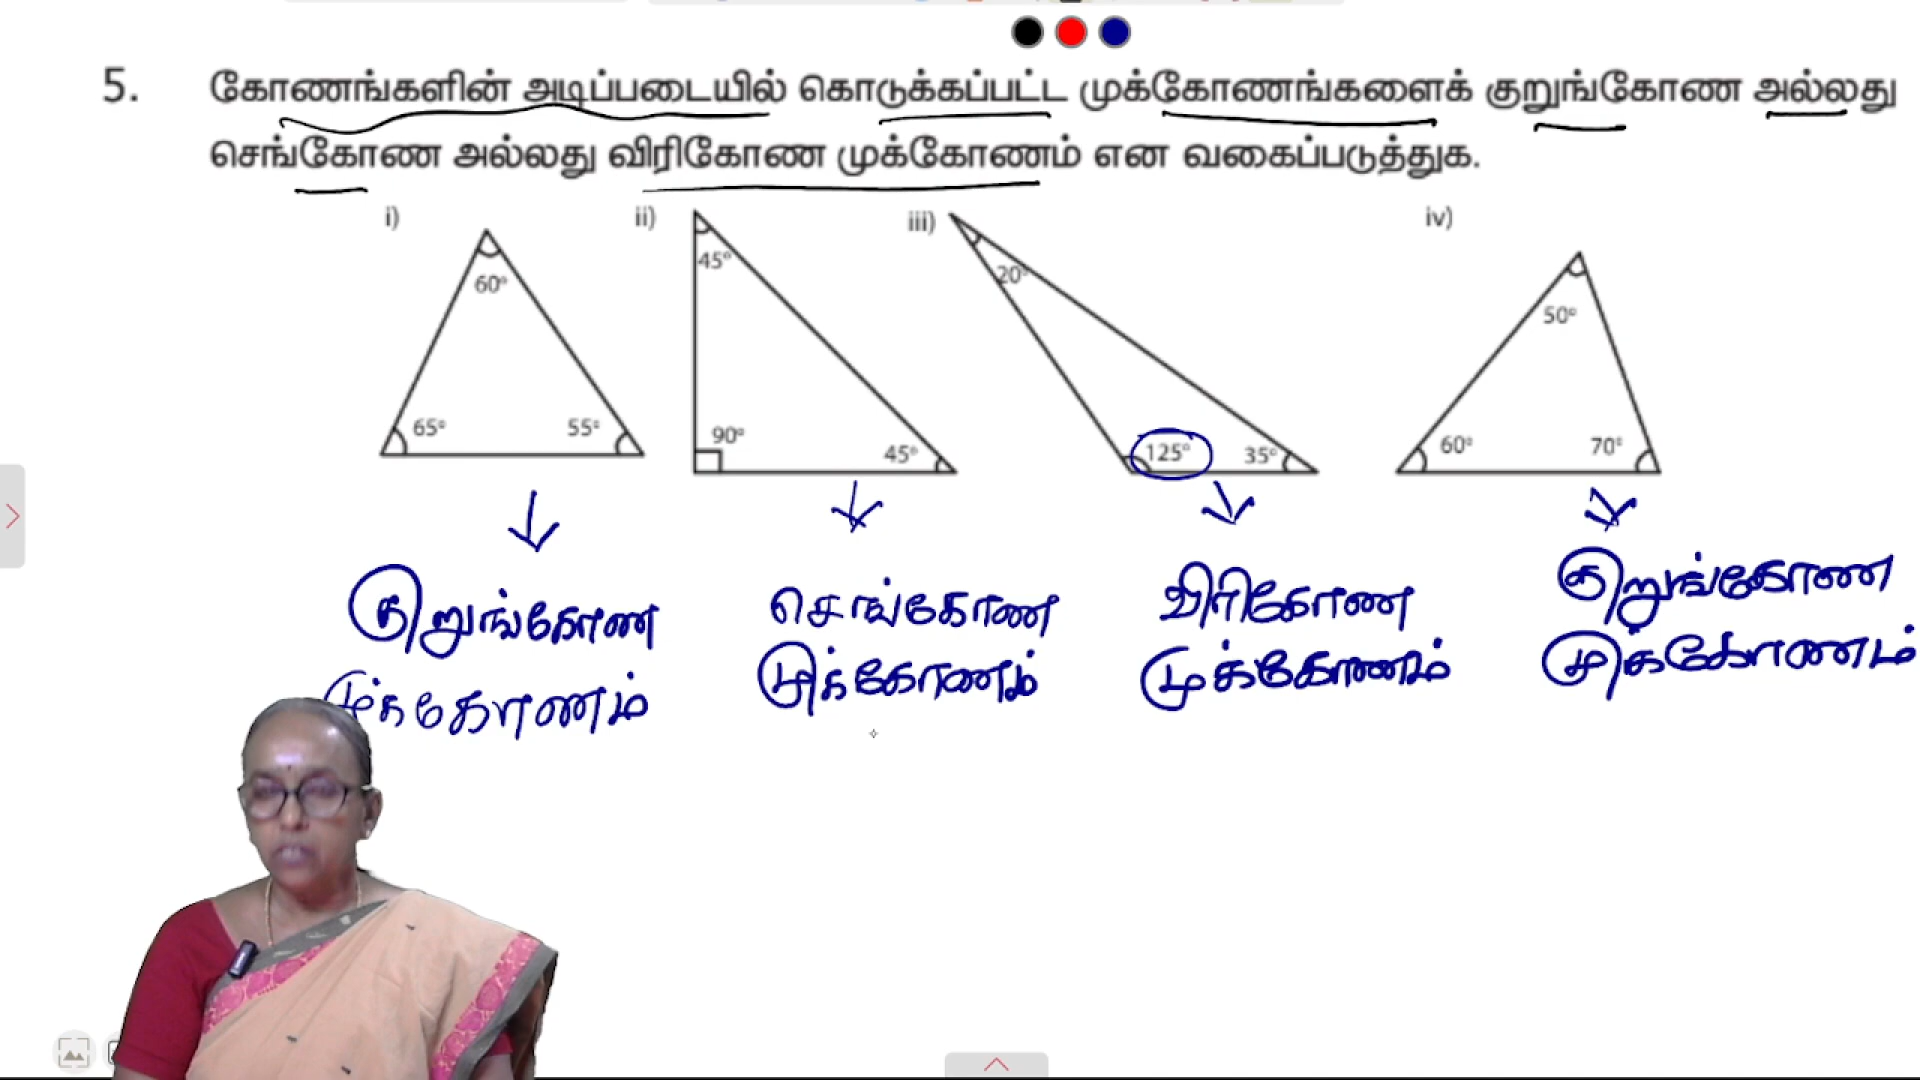 5. கோணங்களின் அடிப்படையில் கொடுக்கப்பட்ட முக்கோணங்களைக் குறுங்கோண அல்லது
செங்கோண அல்லது விரிகோண முக்கோணம் என வகைப்படுத்துக.
i) ii) iii) iv)
60°
65° 55°
45°
90° 45°
20°
125° 35°
50°
60° 70°
குறுங்கோண
முக்கோணம்
செங்கோண
முக்கோணம்
விரிகோண
முக்கோணம்
குறுங்கோண
முக்கோணம்